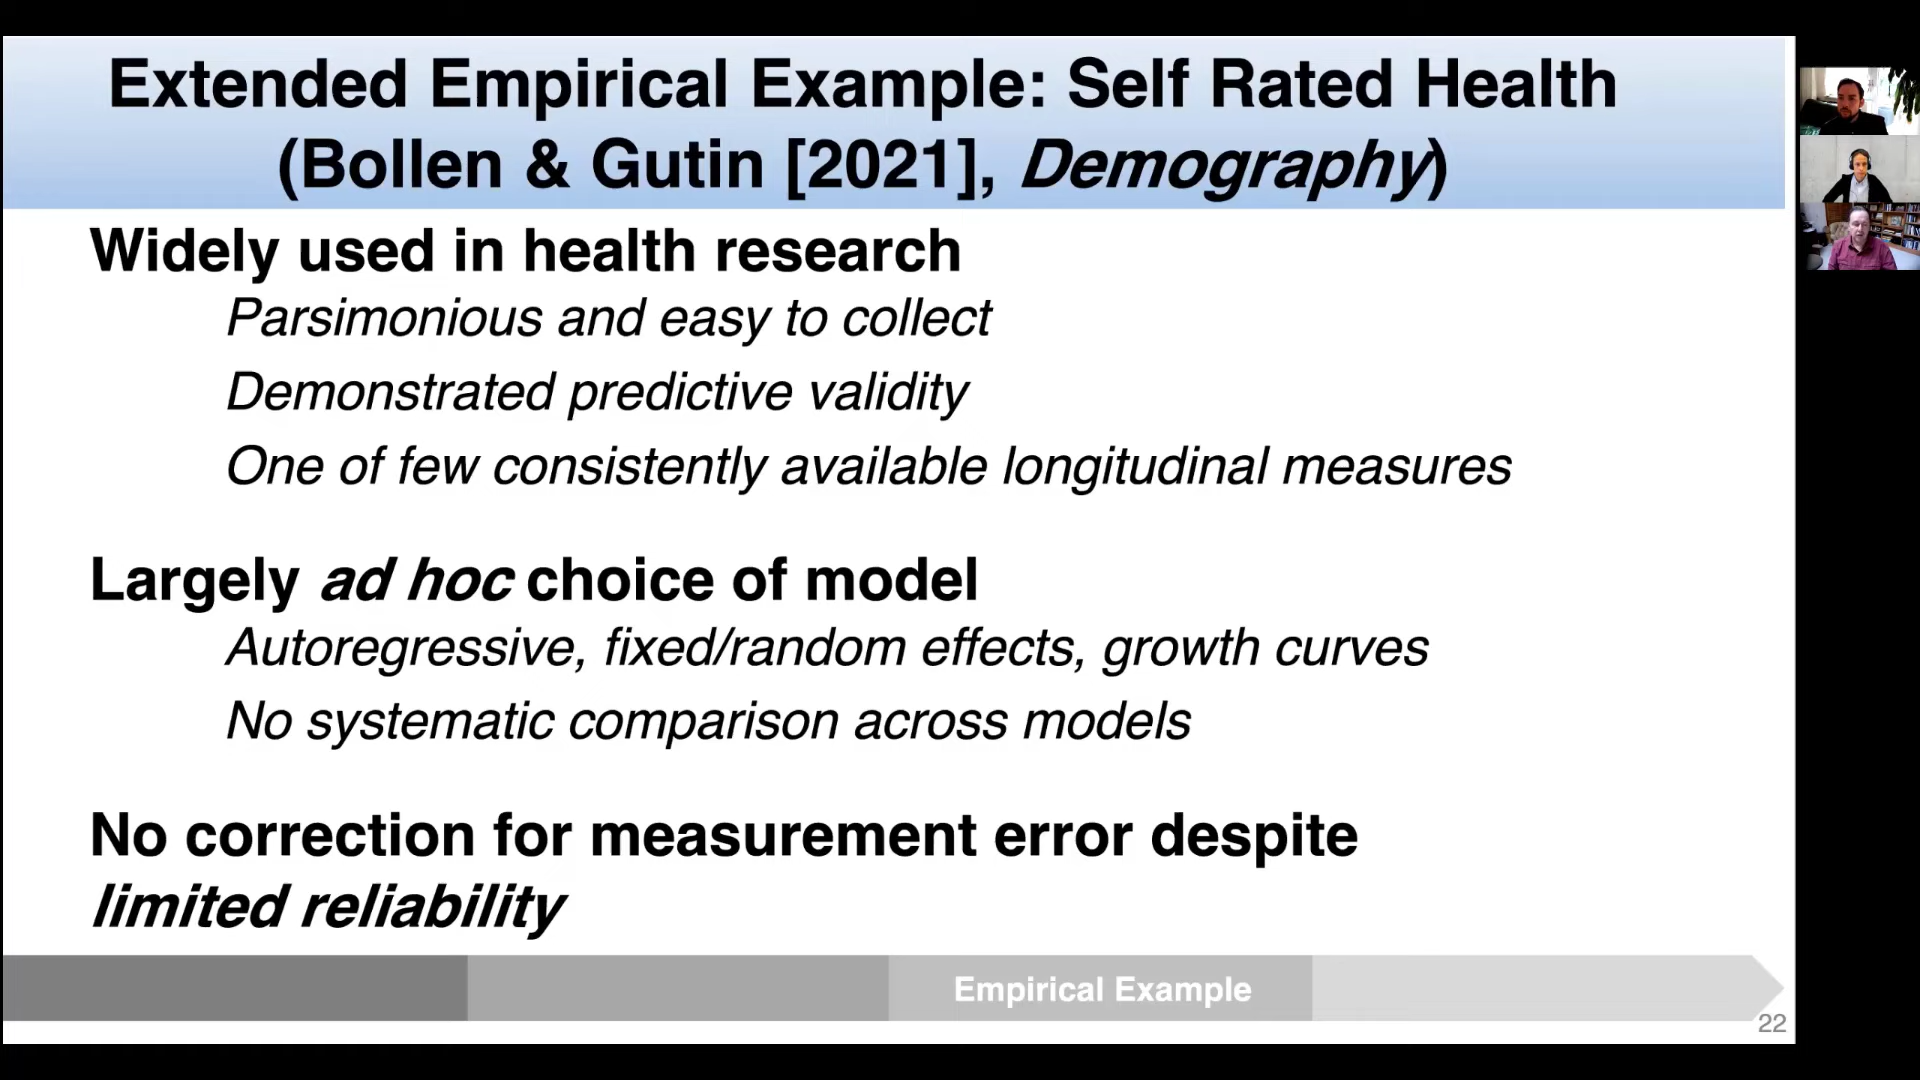 Extended Empirical Example: Self Rated Health
(Bollen & Gutin [2021], Demography)
Widely used in health research
Parsimonious and easy to collect
Demonstrated predictive validity
One of few consistently available longitudinal measures
Largely ad hoc choice of model
Autoregressive, fixed/random effects, growth curves
No systematic comparison across models
No correction for measurement error despite
limited reliability
Empirical Example
22